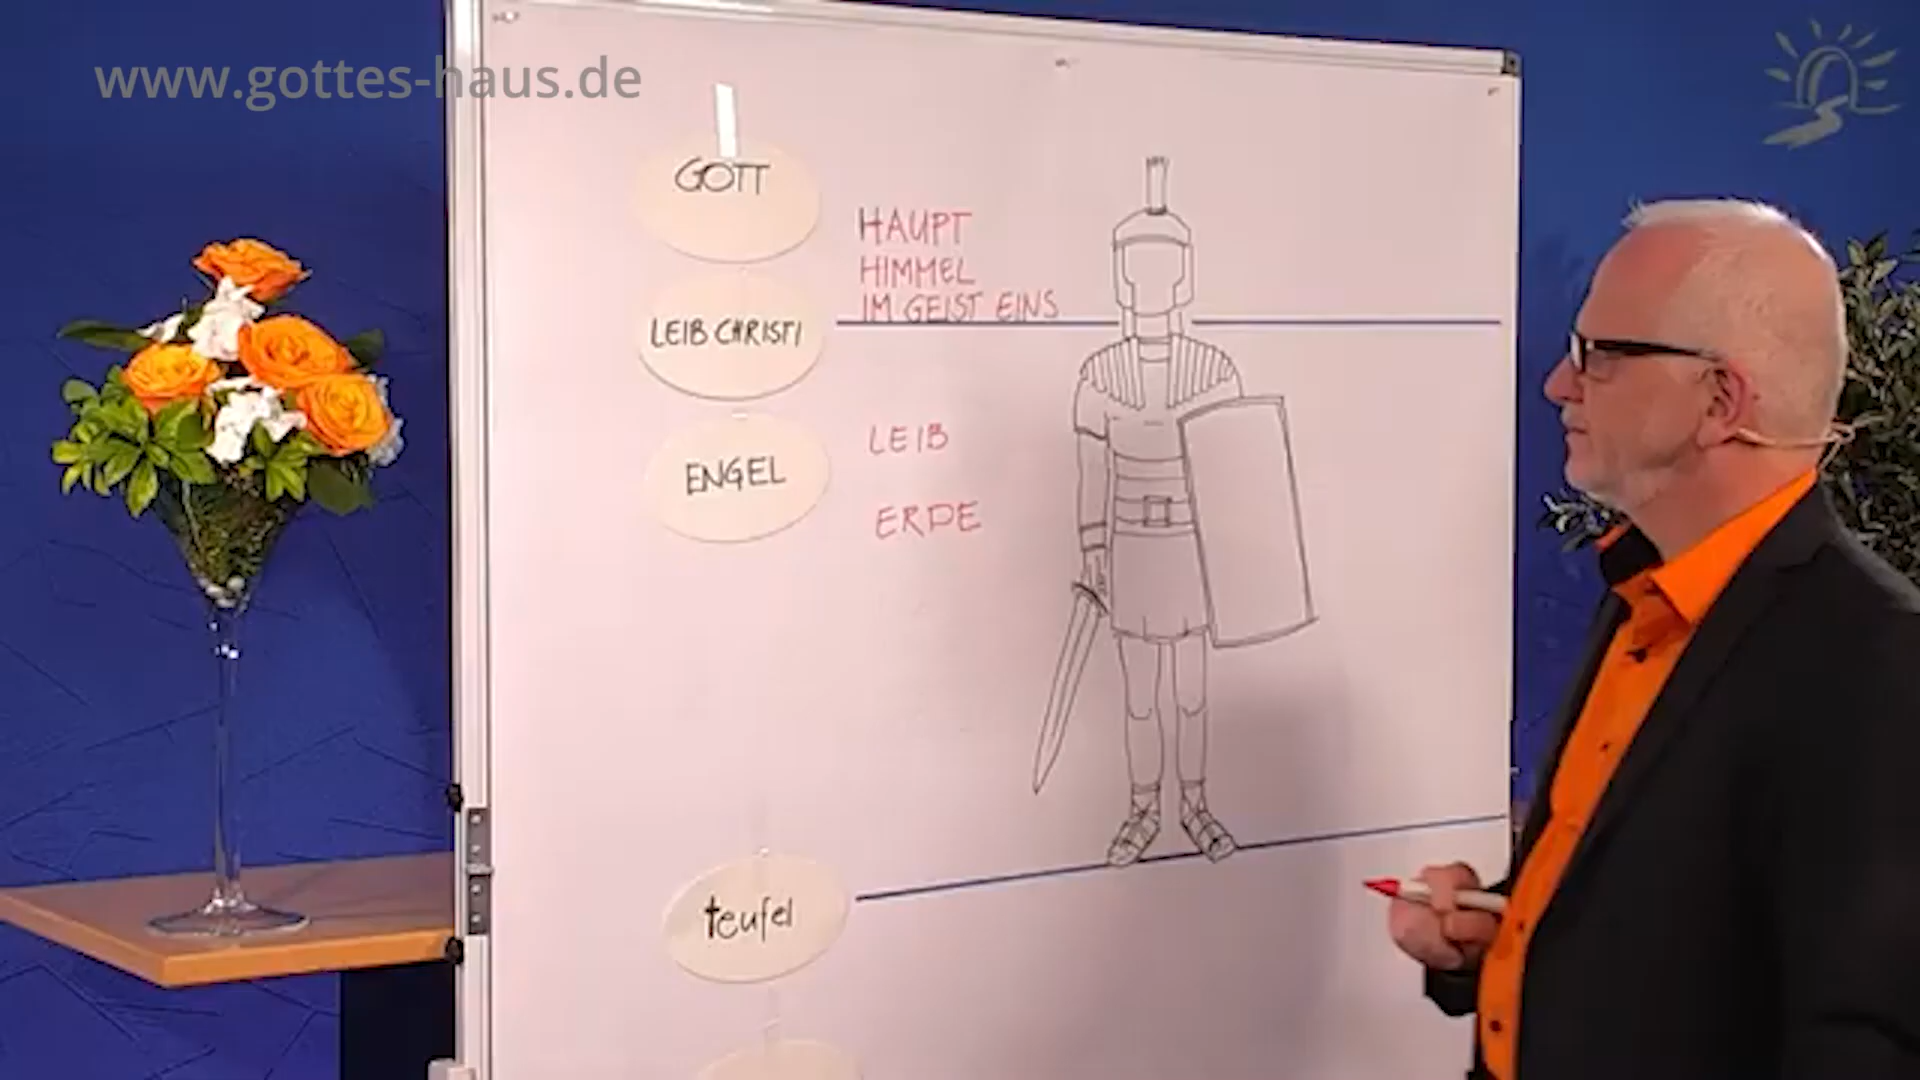 www.gottes-haus.de
GOTT
HAUPT
HIMMEL
IM GEIST EINS
LEIB CHRISTI
LEIB
ENGEL
ERDE
teufel